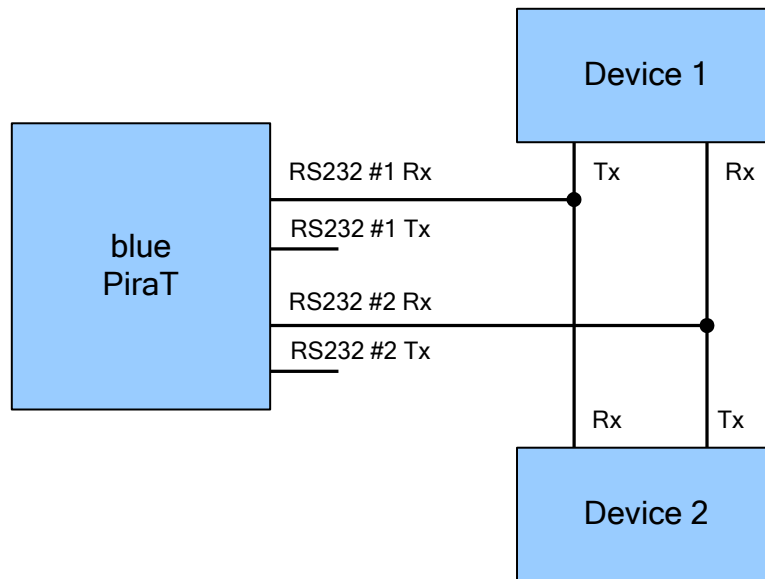 Device 1
RS232 #1 Rx
Tx
Rx
RS232 #1 Tx
blue
PiraT
RS232 #2 Rx
RS232 #2 Tx
Rx
Tx
Device 2